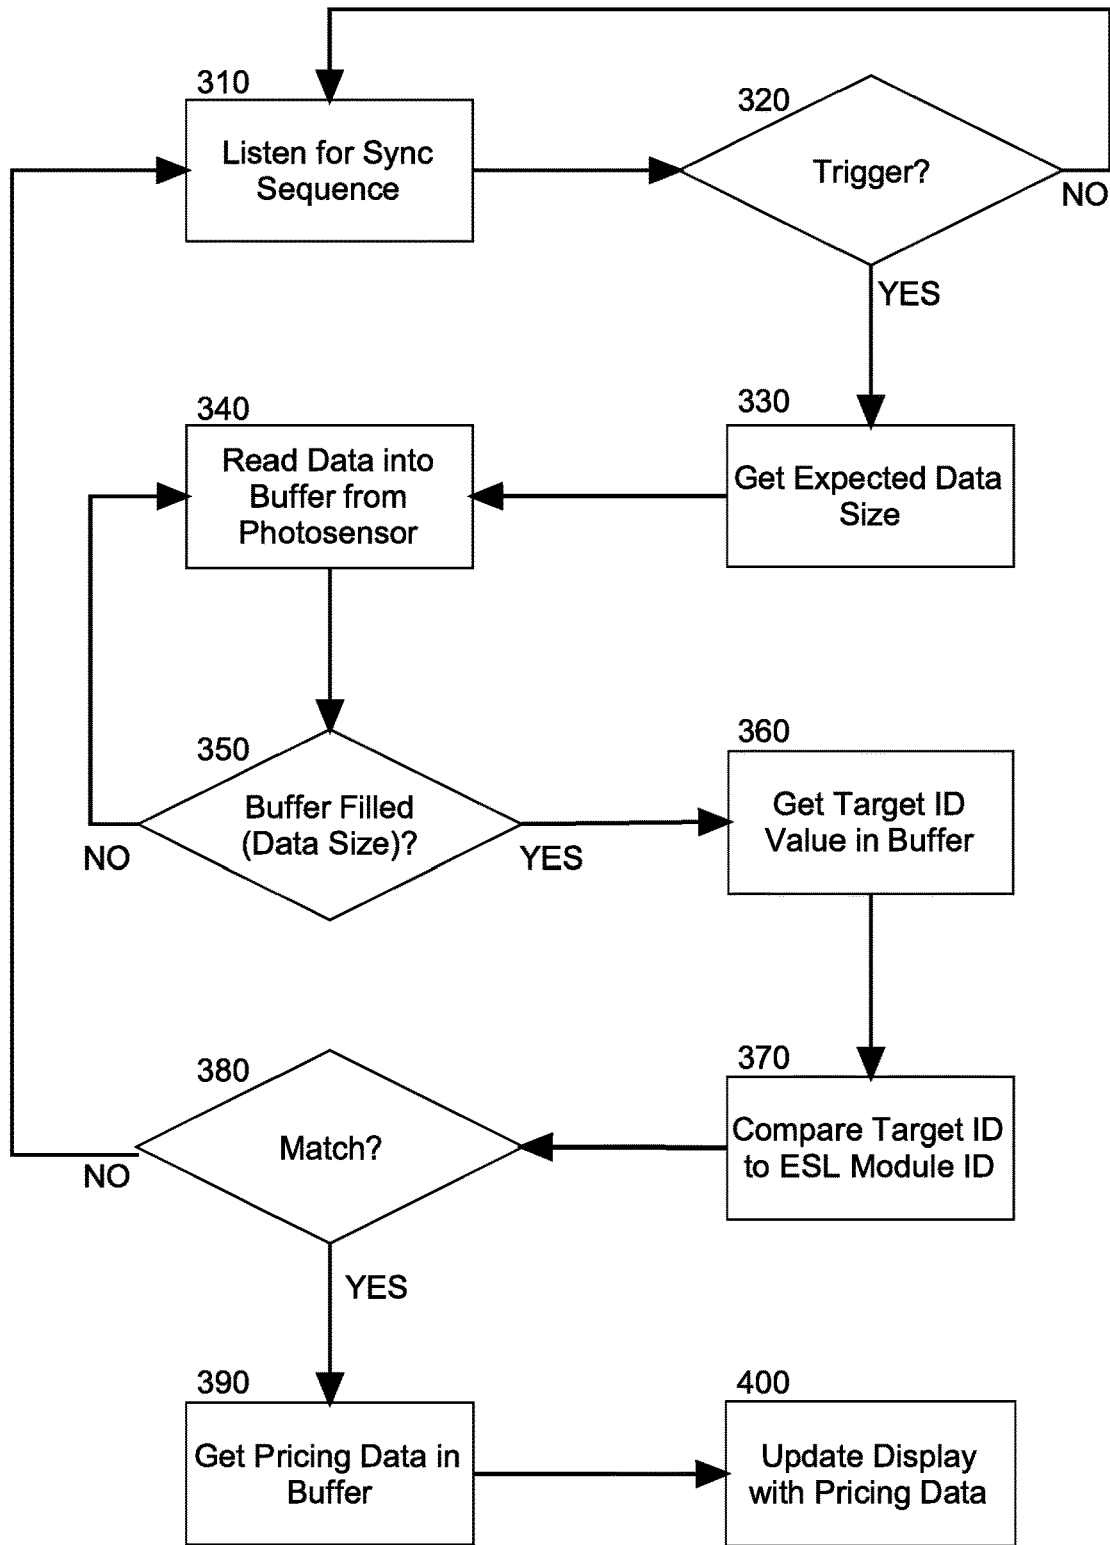 310
Listen for Sync
Sequence
320
Trigger?
NO
YES
330
Get Expected Data
Size
340
Read Data into
Buffer from
Photosensor
350
Buffer Filled
(Data Size)?
NO
YES
360
Get Target ID
Value in Buffer
370
Compare Target ID
to ESL Module ID
380
Match?
NO
YES
390
Get Pricing Data in
Buffer
400
Update Display
with Pricing Data